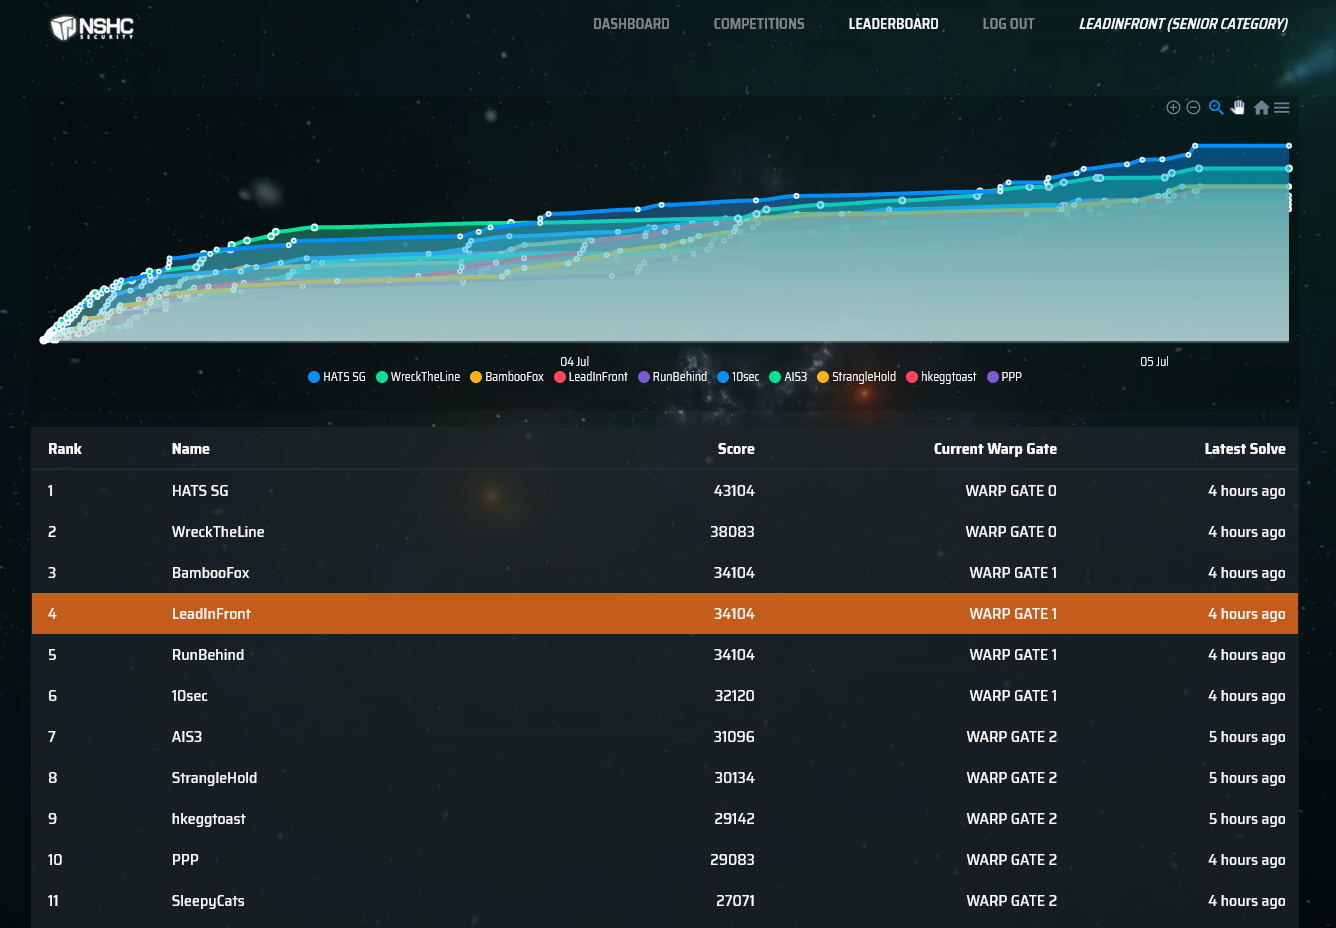 NSHC
SECURITY
DASHBOARD COMPETITIONS LEADERBOARD LOG OUT LEADINFRONT (SENIOR CATEGORY)
04 Jul 05 Jul
HATS SG WreckTheLine BambooFox LeadInFront RunBehind 10sec AIS3 StrangleHold hkeggtoast PPP
Rank Name Score Current Warp Gate Latest Solve
1 HATS SG 43104 WARP GATE 0 4 hours ago
2 WreckTheLine 38083 WARP GATE 0 4 hours ago
3 BambooFox 34104 WARP GATE 1 4 hours ago
4 LeadInFront 34104 WARP GATE 1 4 hours ago
5 RunBehind 34104 WARP GATE 1 4 hours ago
6 10sec 32120 WARP GATE 1 4 hours ago
7 AIS3 31096 WARP GATE 2 5 hours ago
8 StrangleHold 30134 WARP GATE 2 5 hours ago
9 hkeggtoast 29142 WARP GATE 2 5 hours ago
10 PPP 29083 WARP GATE 2 4 hours ago
11 SleepyCats 27071 WARP GATE 2 4 hours ago